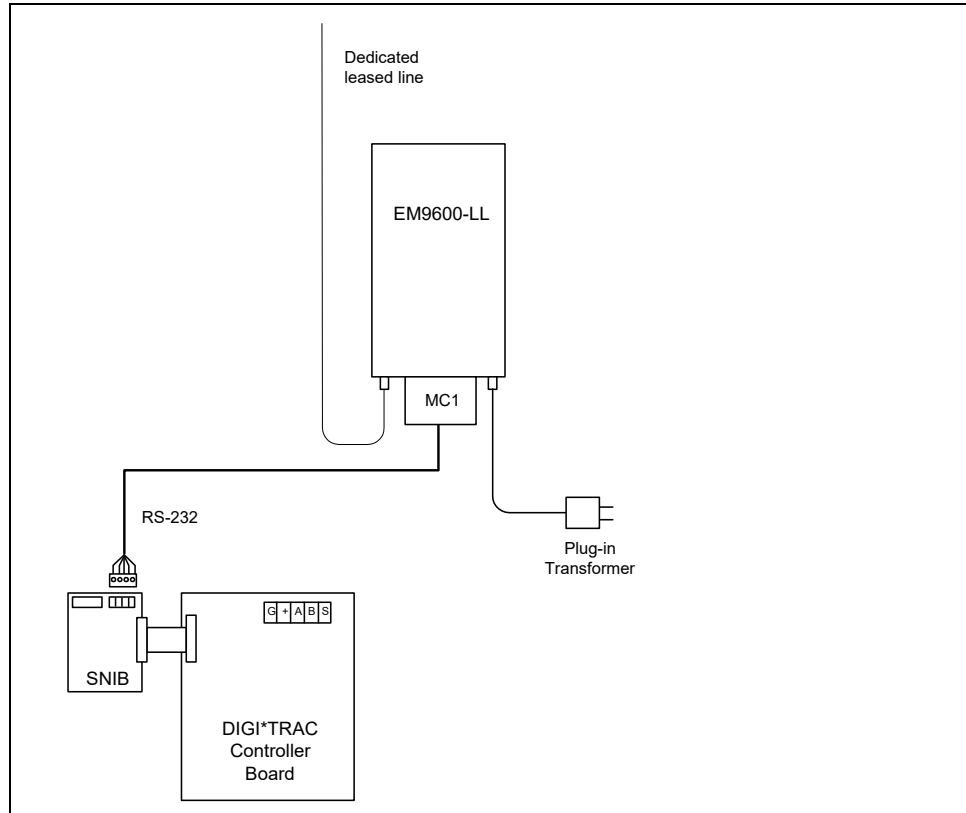 Dedicated
leased line
EM9600-LL
MC1
RS-232
Plug-in
Transformer
G + A B S
SNIB
DIGI*TRAC
Controller
Board